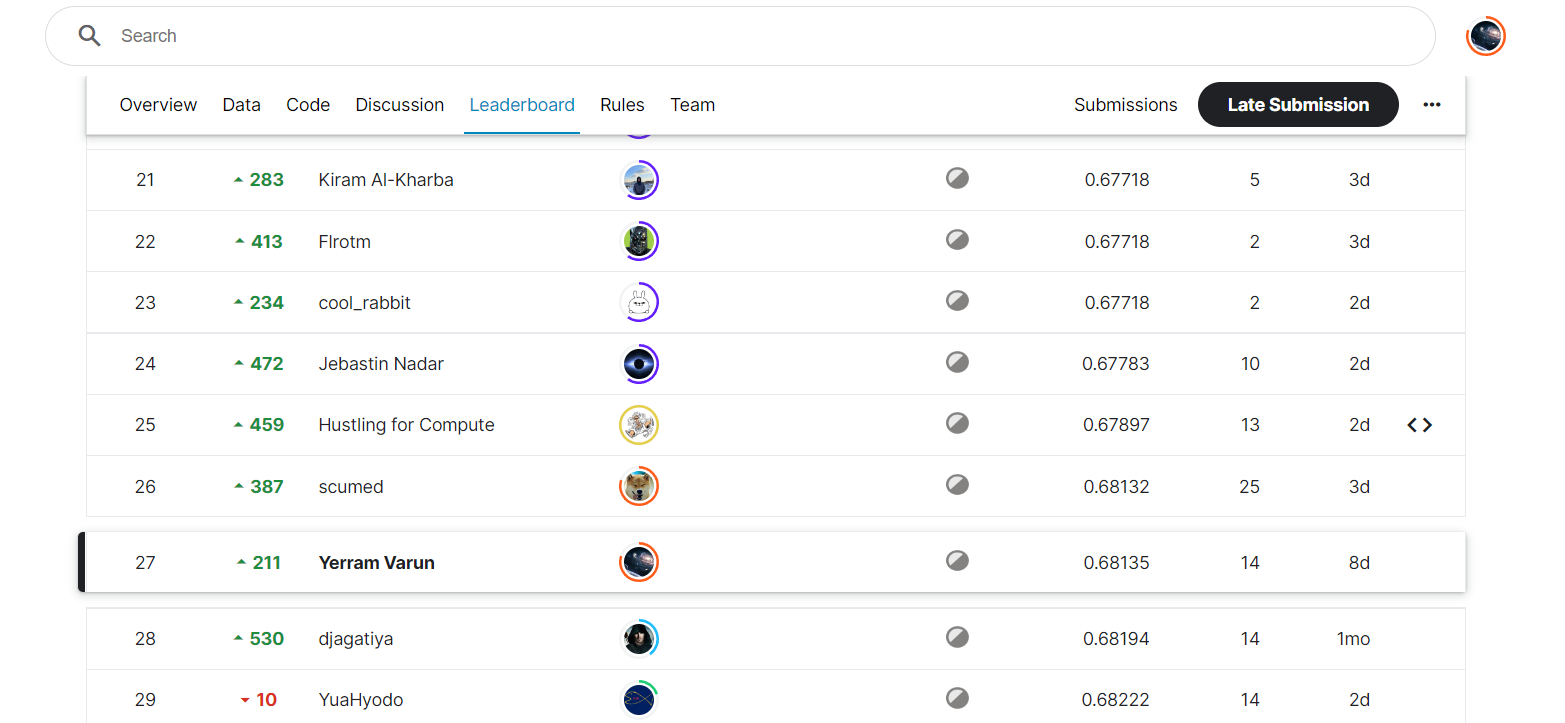 Search
Overview Data Code Discussion Leaderboard Rules Team Submissions Late Submission
21 283 Kiram Al-Kharba 0.67718 5 3d
22 413 Flrotm 0.67718 2 3d
23 234 cool_rabbit 0.67718 2 2d
24 472 Jebastin Nadar 0.67783 10 2d
25 459 Hustling for Compute 0.67897 13 2d
26 387 scumed 0.68132 25 3d
27 211 Yerram Varun 0.68135 14 8d
28 530 djagatiya 0.68194 14 1mo
29 10 YuaHyodo 0.68222 14 2d